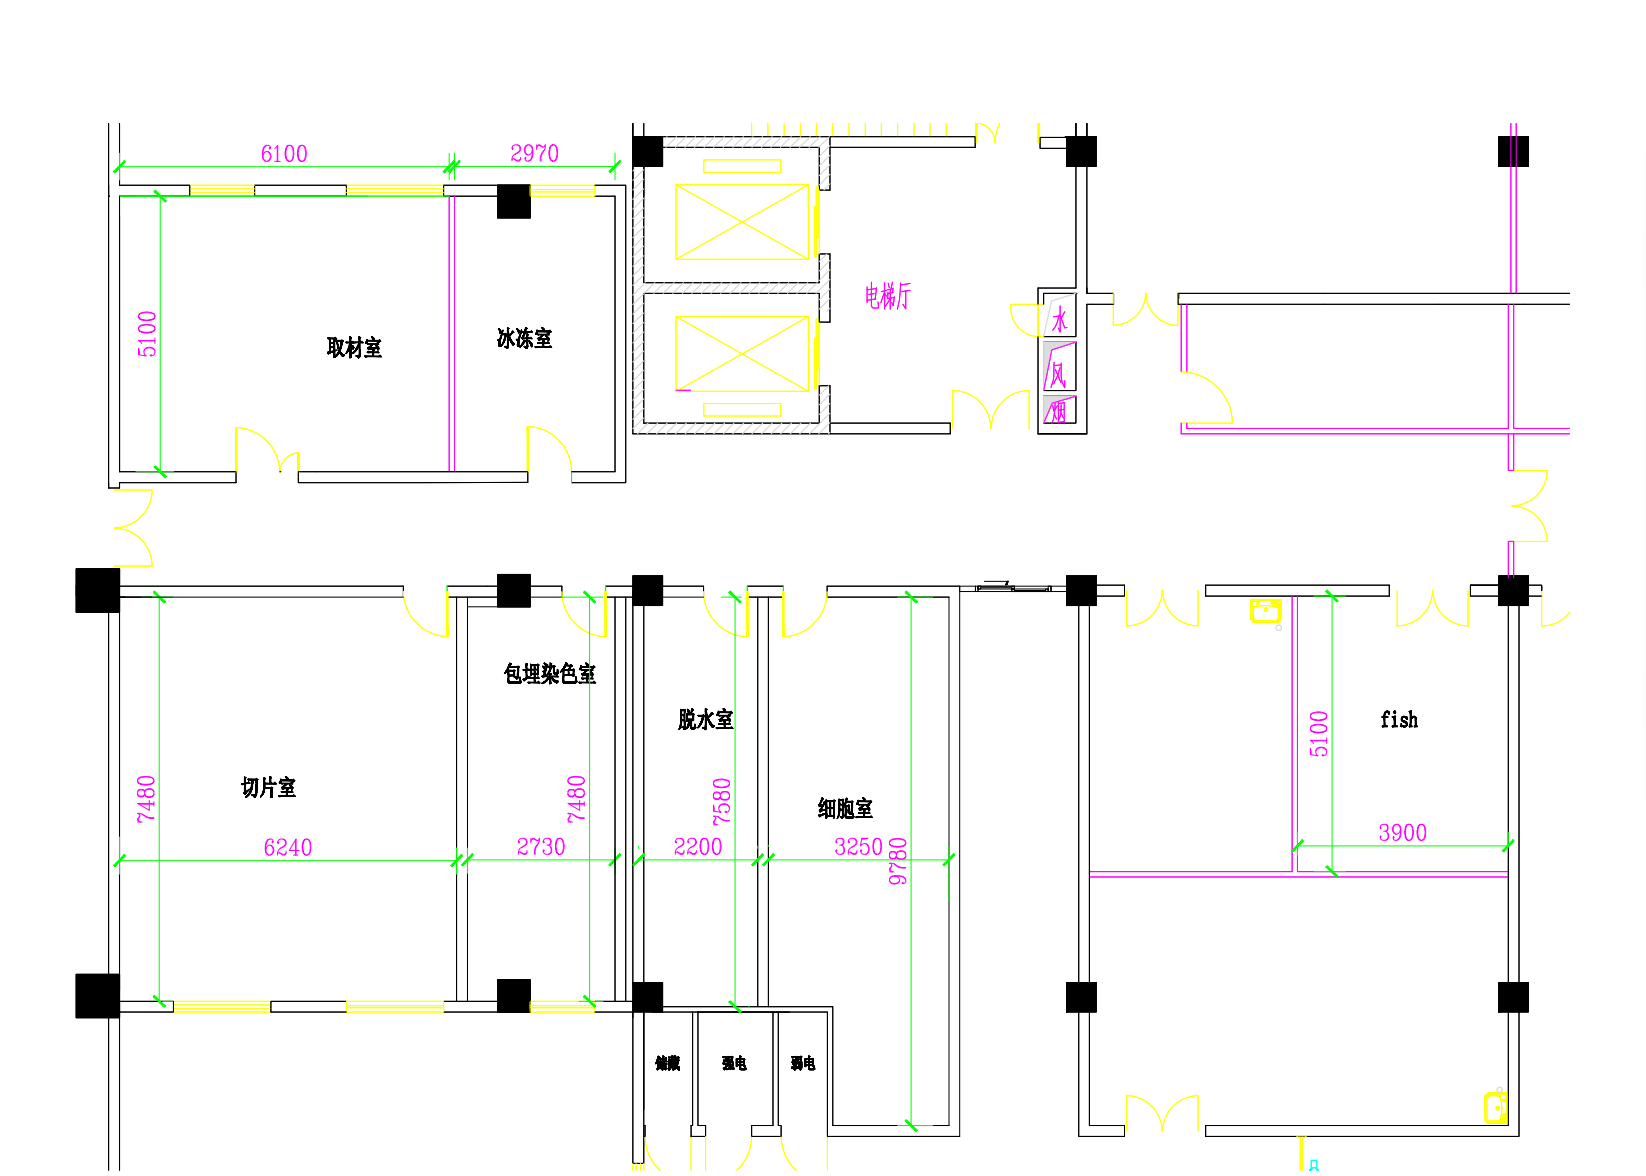 6100
2970
5100
取材室
冰冻室
电梯厅
水
风
烟
包埋染色室
脱水室
fish
5100
切片室
7480
7480
7580
细胞室
6240
2730
2200
3250
9780
3900
储藏
强电
弱电